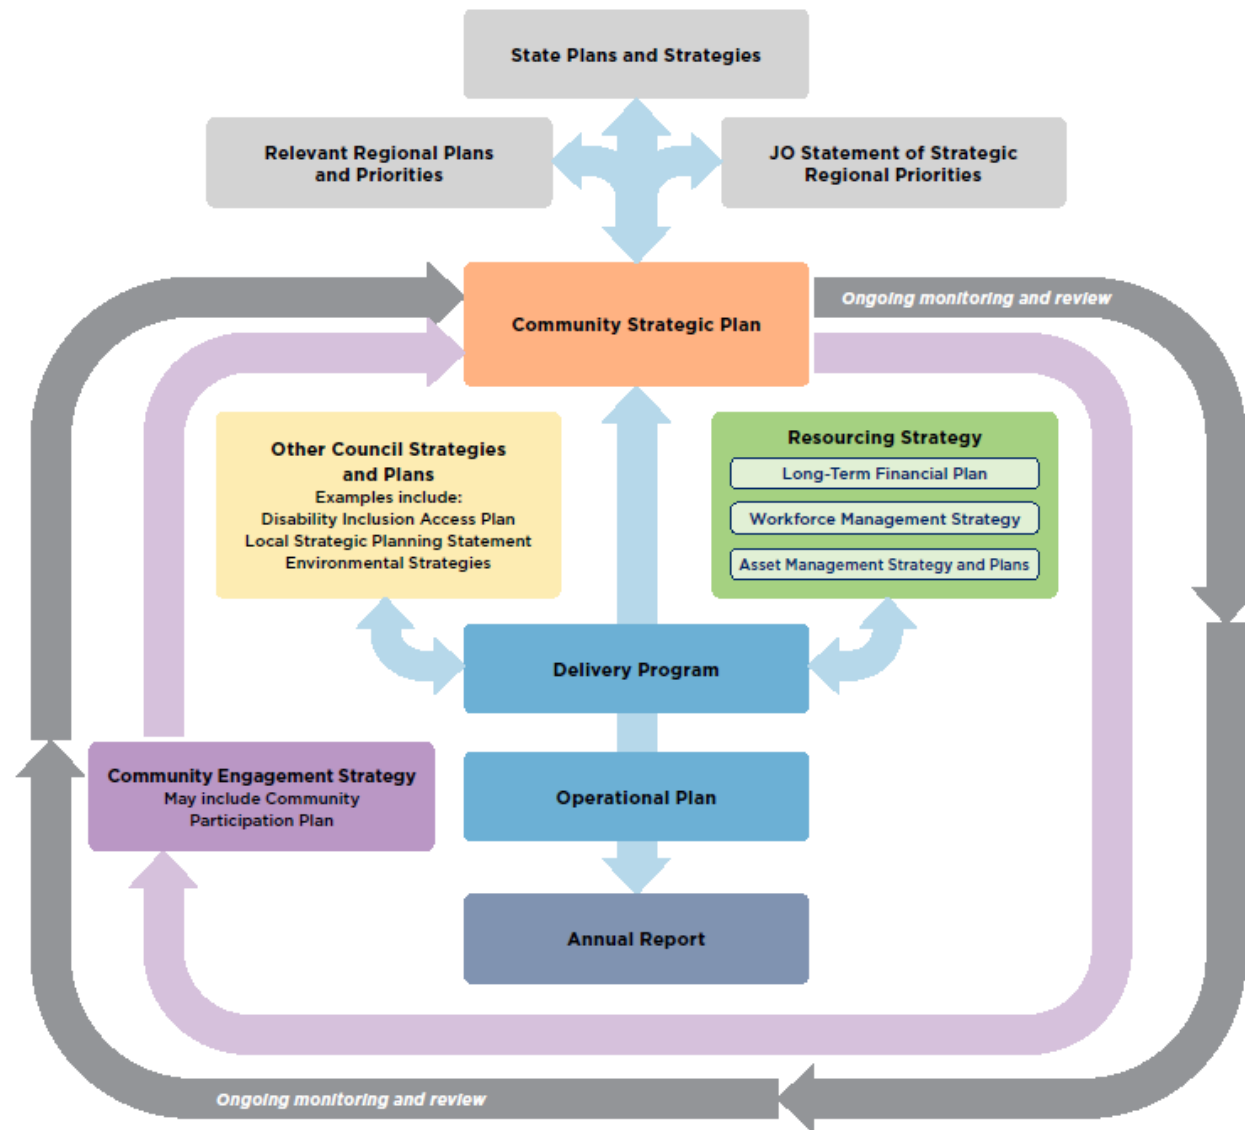 State Plans and Strategies
Relevant Regional Plans
and Priorities
JO Statement of Strategic
Regional Priorities
Community Strategic Plan
Ongoing monitoring and review
Other Council Strategies
and Plans
Examples include:
Disability Inclusion Access Plan
Local Strategic Planning Statement
Environmental Strategies
Resourcing Strategy
Long-Term Financial Plan
Workforce Management Strategy
Asset Management Strategy and Plans
Delivery Program
Community Engagement Strategy
May include Community
Participation Plan
Operational Plan
Annual Report
Ongoing monitoring and review